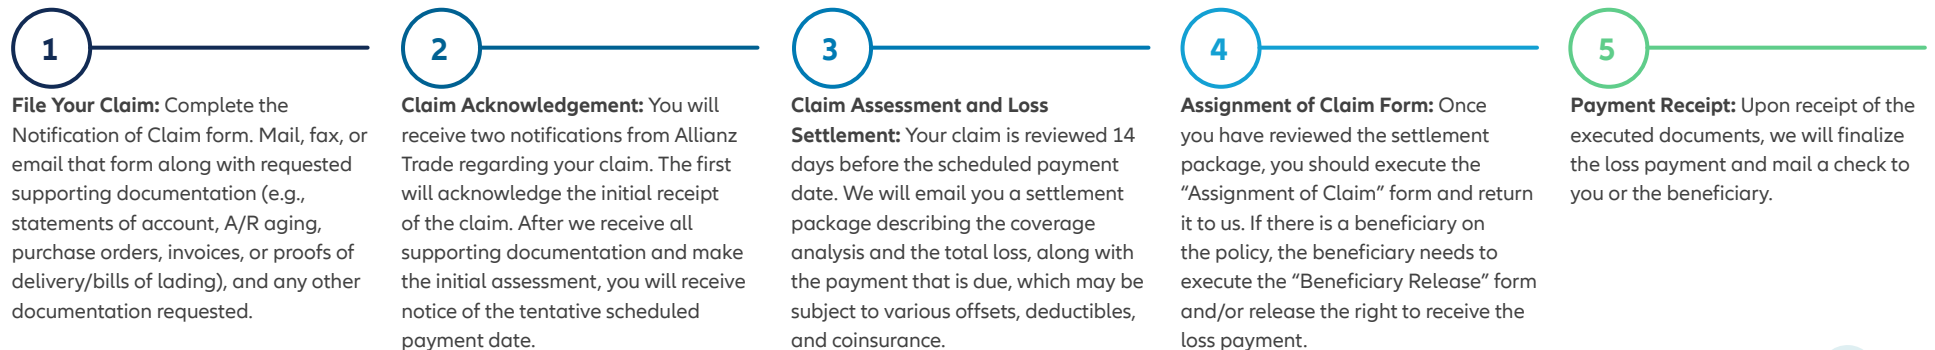 1
File Your Claim: Complete the
Notification of Claim form. Mail, fax, or
email that form along with requested
supporting documentation (e.g.,
statements of account, A/R aging,
purchase orders, invoices, or proofs of
delivery/bills of lading), and any other
documentation requested.
2
Claim Acknowledgement: You will
receive two notifications from Allianz
Trade regarding your claim. The first
will acknowledge the initial receipt
of the claim. After we receive all
supporting documentation and make
the initial assessment, you will receive
notice of the tentative scheduled
payment date.
3
Claim Assessment and Loss
Settlement: Your claim is reviewed 14
days before the scheduled payment
date. We will email you a settlement
package describing the coverage
analysis and the total loss, along with
the payment that is due, which may be
subject to various offsets, deductibles,
and coinsurance.
4
Assignment of Claim Form: Once
you have reviewed the settlement
package, you should execute the
“Assignment of Claim” form and return
it to us. If there is a beneficiary on
the policy, the beneficiary needs to
execute the “Beneficiary Release” form
and/or release the right to receive the
loss payment.
5
Payment Receipt: Upon receipt of the
executed documents, we will finalize
the loss payment and mail a check to
you or the beneficiary.